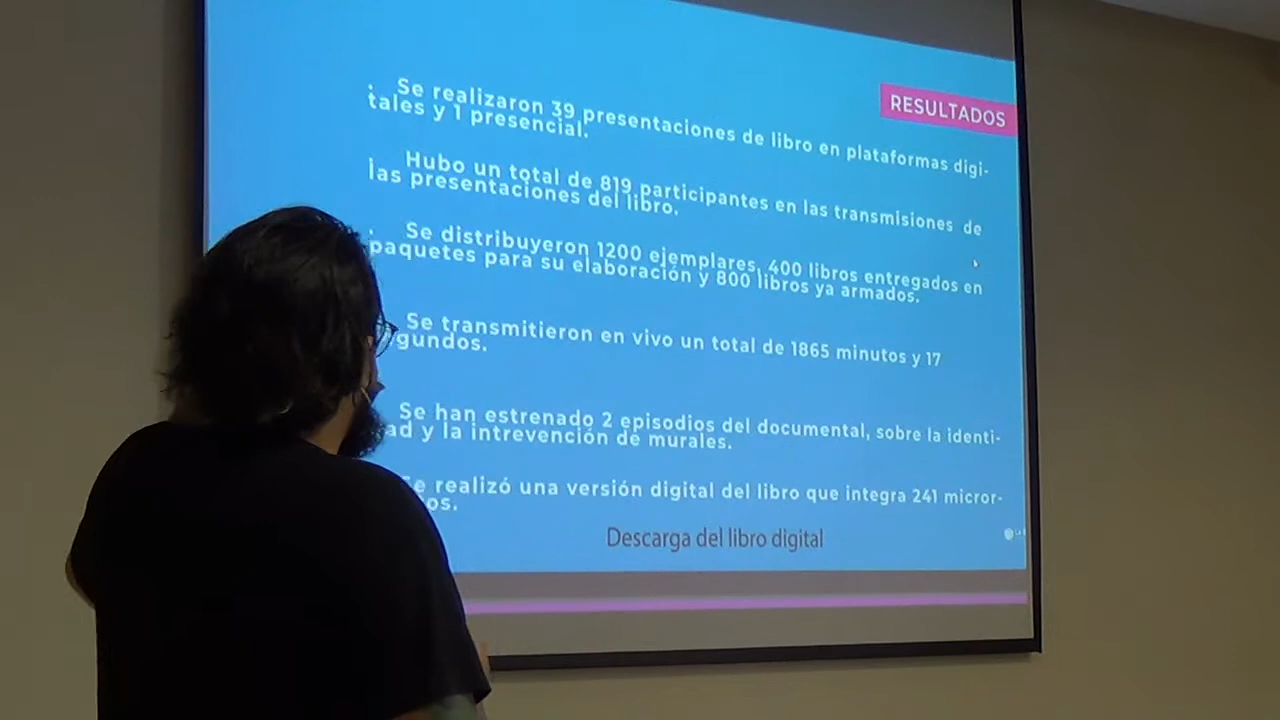 RESULTADOS
. Se realizaron 39 presentaciones de libro en plataformas digi-
tales y 1 presencial.
Hubo un total de 819 participantes en las transmisiones de
las presentaciones del libro.
. Se distribuyeron 1200 ejemplares, 400 libros entregados en
paquetes para su elaboración y 800 libros ya armados.
Se transmitieron en vivo un total de 1865 minutos y 17
gundos.
Se han estrenado 2 episodios del documental, sobre la identi-
ad y la intrevención de murales.
e realizó una versión digital del libro que integra 241 micror-
os.
Descarga del libro digital